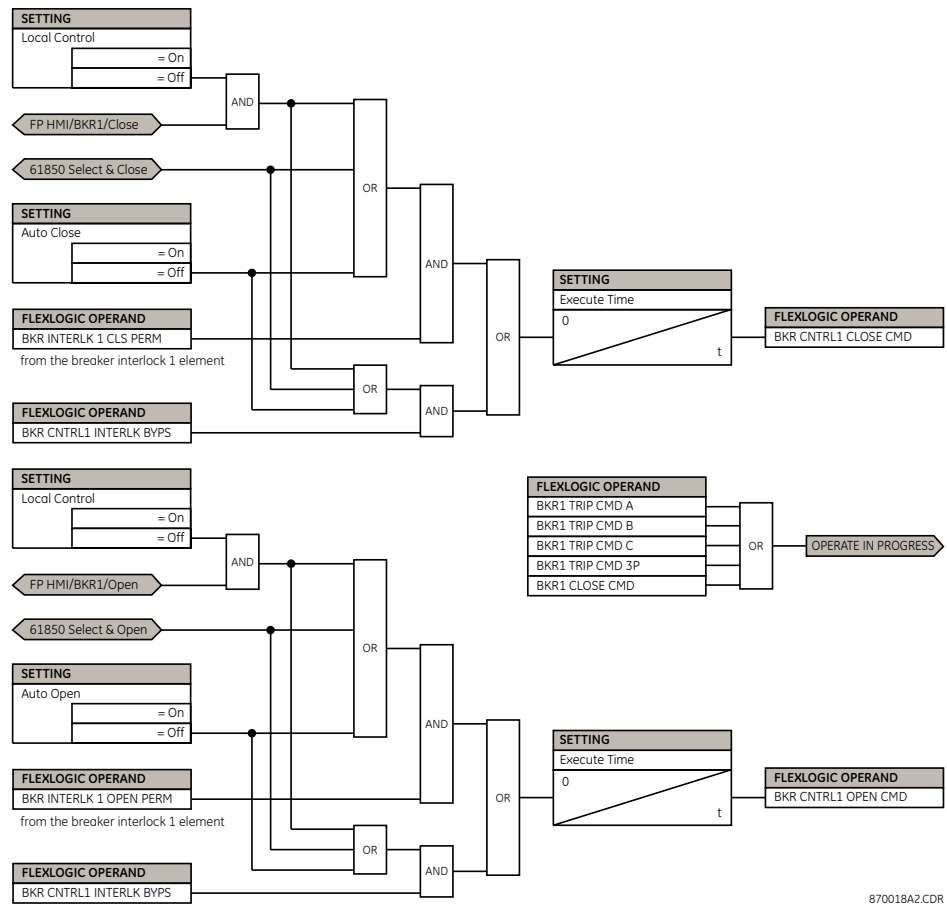 SETTING
Local Control
= On
= Off
AND
FP HMI/BKR1/Close
61850 Select & Close
OR
SETTING
Auto Close
= On
= Off
AND
FLEXLOGIC OPERAND
BKR INTERLK 1 CLS PERM
from the breaker interlock 1 element
OR
SETTING
Execute Time
0
t
FLEXLOGIC OPERAND
BKR CNTRL1 CLOSE CMD
OR
AND
FLEXLOGIC OPERAND
BKR CNTRL1 INTERLK BYPS
SETTING
Local Control
= On
= Off
AND
FP HMI/BKR1/Open
61850 Select & Open
OR
FLEXLOGIC OPERAND
BKR1 TRIP CMD A
BKR1 TRIP CMD B
BKR1 TRIP CMD C
BKR1 TRIP CMD 3P
BKR1 CLOSE CMD
OR
OPERATE IN PROGRESS
SETTING
Auto Open
= On
= Off
AND
FLEXLOGIC OPERAND
BKR INTERLK 1 OPEN PERM
from the breaker interlock 1 element
OR
SETTING
Execute Time
0
t
FLEXLOGIC OPERAND
BKR CNTRL1 OPEN CMD
OR
AND
FLEXLOGIC OPERAND
BKR CNTRL1 INTERLK BYPS
870018A2.CDR